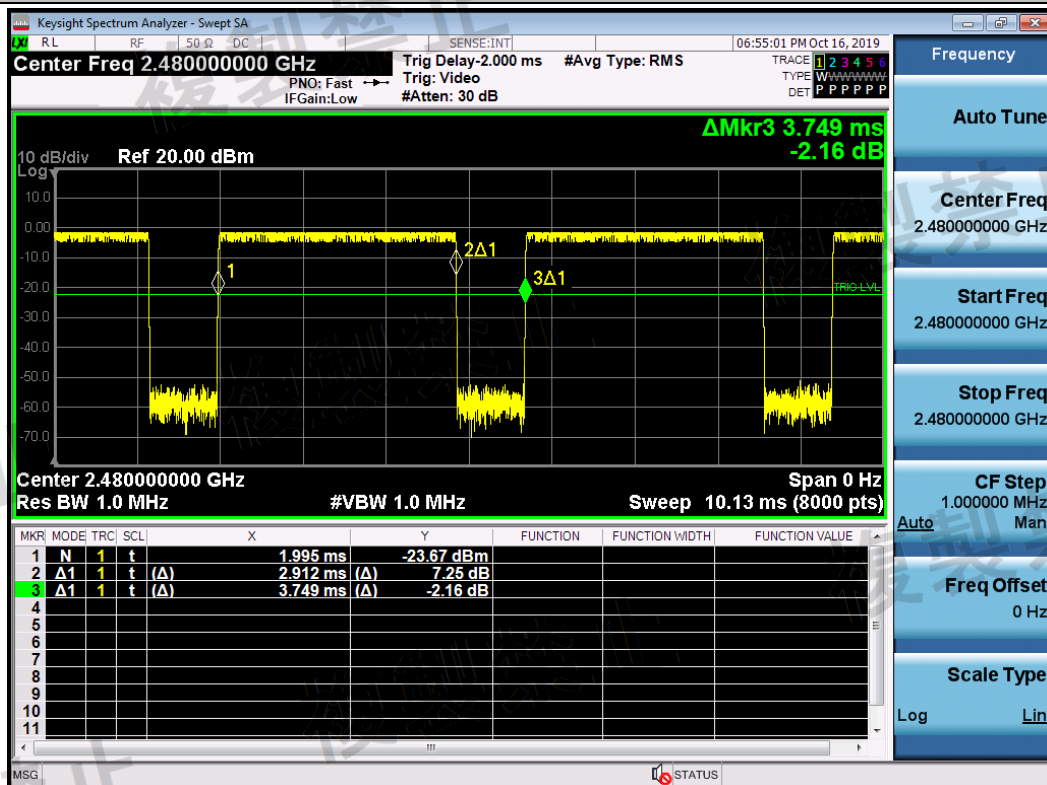 Keysight Spectrum Analyzer - Swept SA
LXI RL RF 50 Ω DC SENSE:INT 06:55:01 PM Oct 16, 2019
Center Freq 2.480000000 GHz
PNO: Fast
IFGain:Low
Trig Delay-2.000 ms
Trig: Video
#Atten: 30 dB
#Avg Type: RMS
TRACE 1 2 3 4 5 6
TYPE WWWWWW
DET P P P P P P
ΔMkr3 3.749 ms
-2.16 dB
10 dB/div Ref 20.00 dBm
Log
10.0
0.00
-10.0
-20.0
-30.0
-40.0
-50.0
-60.0
-70.0
1
2Δ1
3Δ1
TRIG LVL
Center 2.480000000 GHz Span 0 Hz
Res BW 1.0 MHz #VBW 1.0 MHz Sweep 10.13 ms (8000 pts)
MKR MODE TRC SCL X Y FUNCTION FUNCTION WIDTH FUNCTION VALUE
1 N 1 t 1.995 ms -23.67 dBm
2 Δ1 1 t (Δ) 2.912 ms (Δ) 7.25 dB
3 Δ1 1 t (Δ) 3.749 ms (Δ) -2.16 dB
4
5
6
7
8
9
10
11
MSG STATUS
Frequency
Auto Tune
Center Freq
2.480000000 GHz
Start Freq
2.480000000 GHz
Stop Freq
2.480000000 GHz
CF Step
1.000000 MHz
Auto Man
Freq Offset
0 Hz
Scale Type
Log Lin
複製禁止